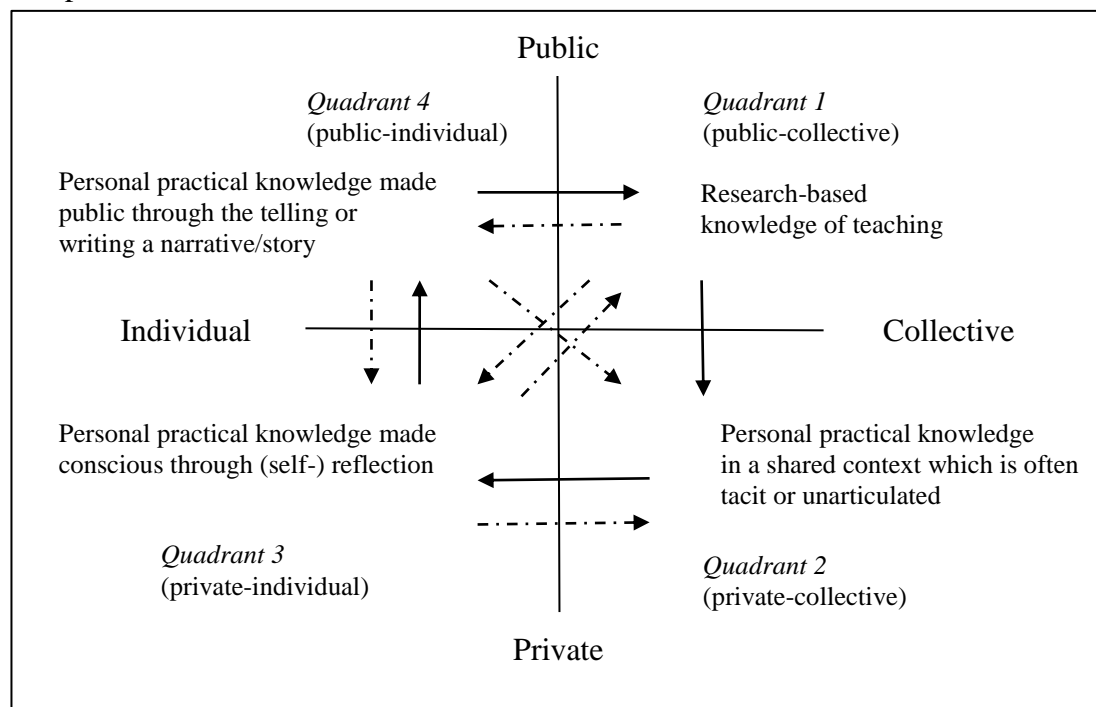 Public
Quadrant 4
(public-individual)
Quadrant 1
(public-collective)
Personal practical knowledge made
public through the telling or
writing a narrative/story
Research-based
knowledge of teaching
Individual
Collective
Personal practical knowledge made
conscious through (self-) reflection
Personal practical knowledge
in a shared context which is often
tacit or unarticulated
Quadrant 3
(private-individual)
Quadrant 2
(private-collective)
Private